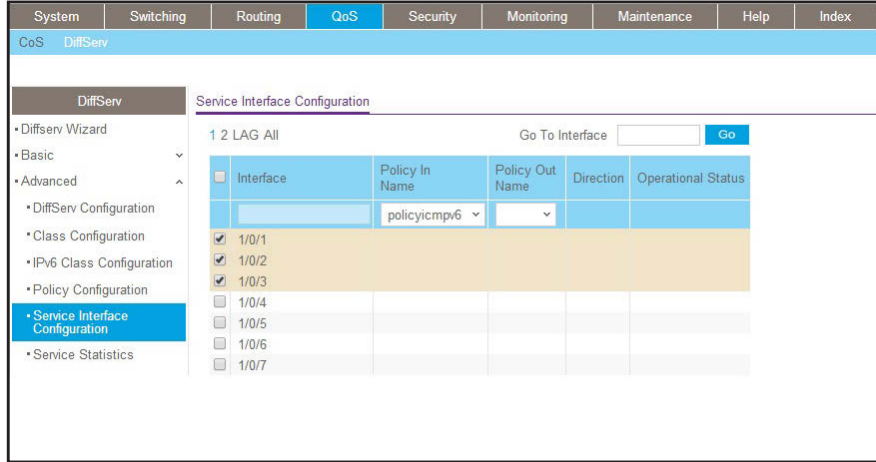 System Switching Routing QoS Security Monitoring Maintenance Help Index
CoS DiffServ
DiffServ
Diffserv Wizard
Basic
Advanced
DiffServ Configuration
Class Configuration
IPv6 Class Configuration
Policy Configuration
Service Interface
Configuration
Service Statistics
Service Interface Configuration
1 2 LAG All Go To Interface Go
Interface Policy In Name Policy Out Name Direction Operational Status
policyicmpv6
1/0/1
1/0/2
1/0/3
1/0/4
1/0/5
1/0/6
1/0/7